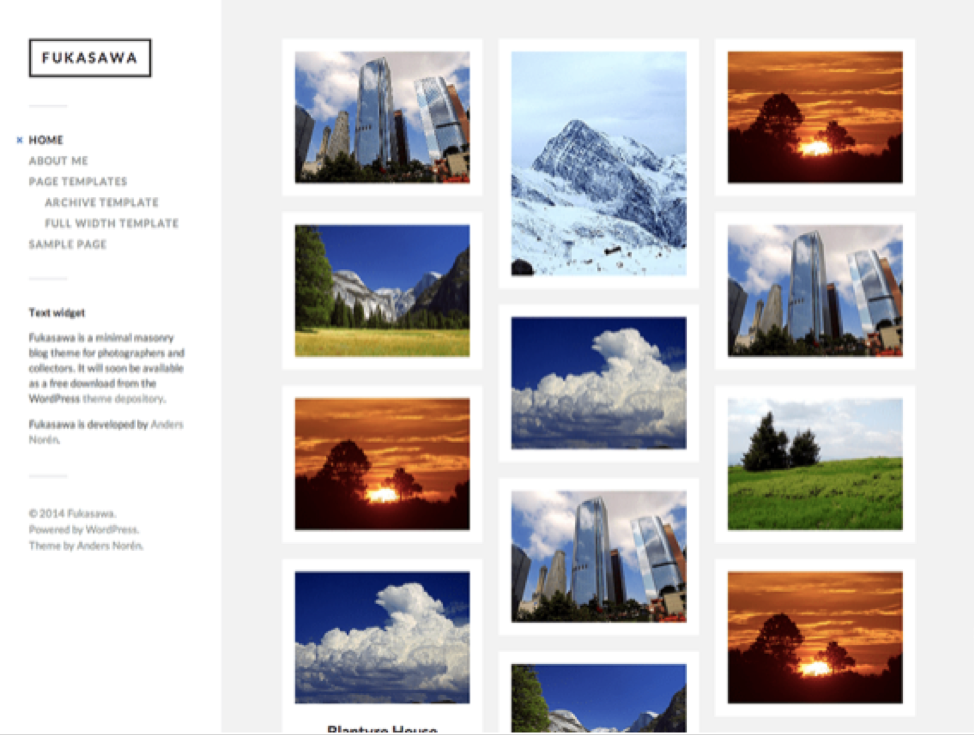 FUKASAWA
× HOME
ABOUT ME
PAGE TEMPLATES
ARCHIVE TEMPLATE
FULL WIDTH TEMPLATE
SAMPLE PAGE
Text widget
Fukasawa is a minimal masonry
blog theme for photographers and
collectors. It will soon be available
as a free download from the
WordPress theme depository.
Fukasawa is developed by Anders
Norén.
© 2014 Fukasawa.
Powered by WordPress.
Theme by Anders Norén.
Plantyre House